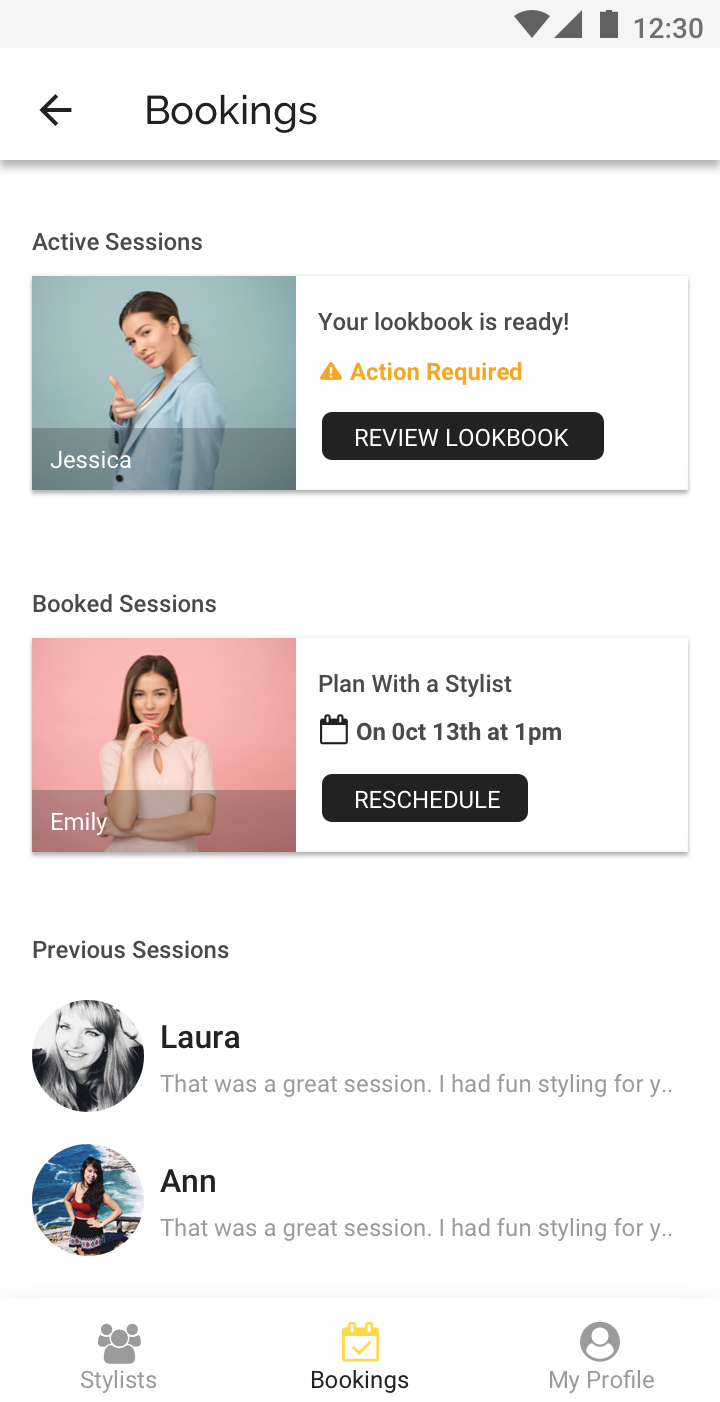 12:30
Bookings
Active Sessions
Your lookbook is ready!
Action Required
REVIEW LOOKBOOK
Jessica
Booked Sessions
Plan With a Stylist
On 0ct 13th at 1pm
RESCHEDULE
Emily
Previous Sessions
Laura
That was a great session. I had fun styling for y..
Ann
That was a great session. I had fun styling for y..
Stylists
Bookings
My Profile